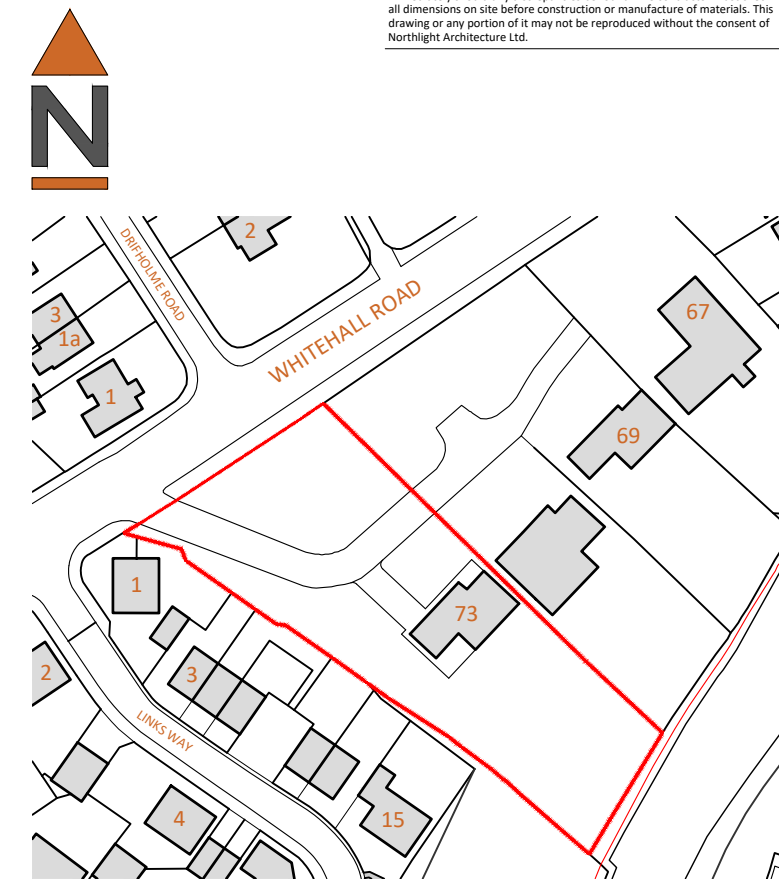 all dimensions on site before construction or manufacture of materials. This
drawing or any portion of it may not be reproduced without the consent of
Northlight Architecture Ltd.
N
2
DRIFHOLME ROAD
WHITEHALL ROAD
67
3
1a
1
69
1
73
3
2
LINKS WAY
4
15